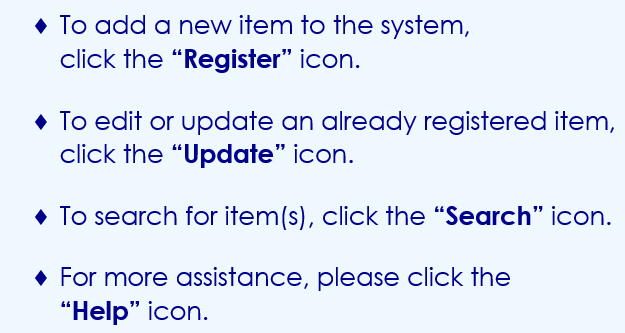 ♦ To add a new item to the system,
click the “Register” icon.
♦ To edit or update an already registered item,
click the “Update” icon.
♦ To search for item(s), click the “Search” icon.
♦ For more assistance, please click the
“Help” icon.